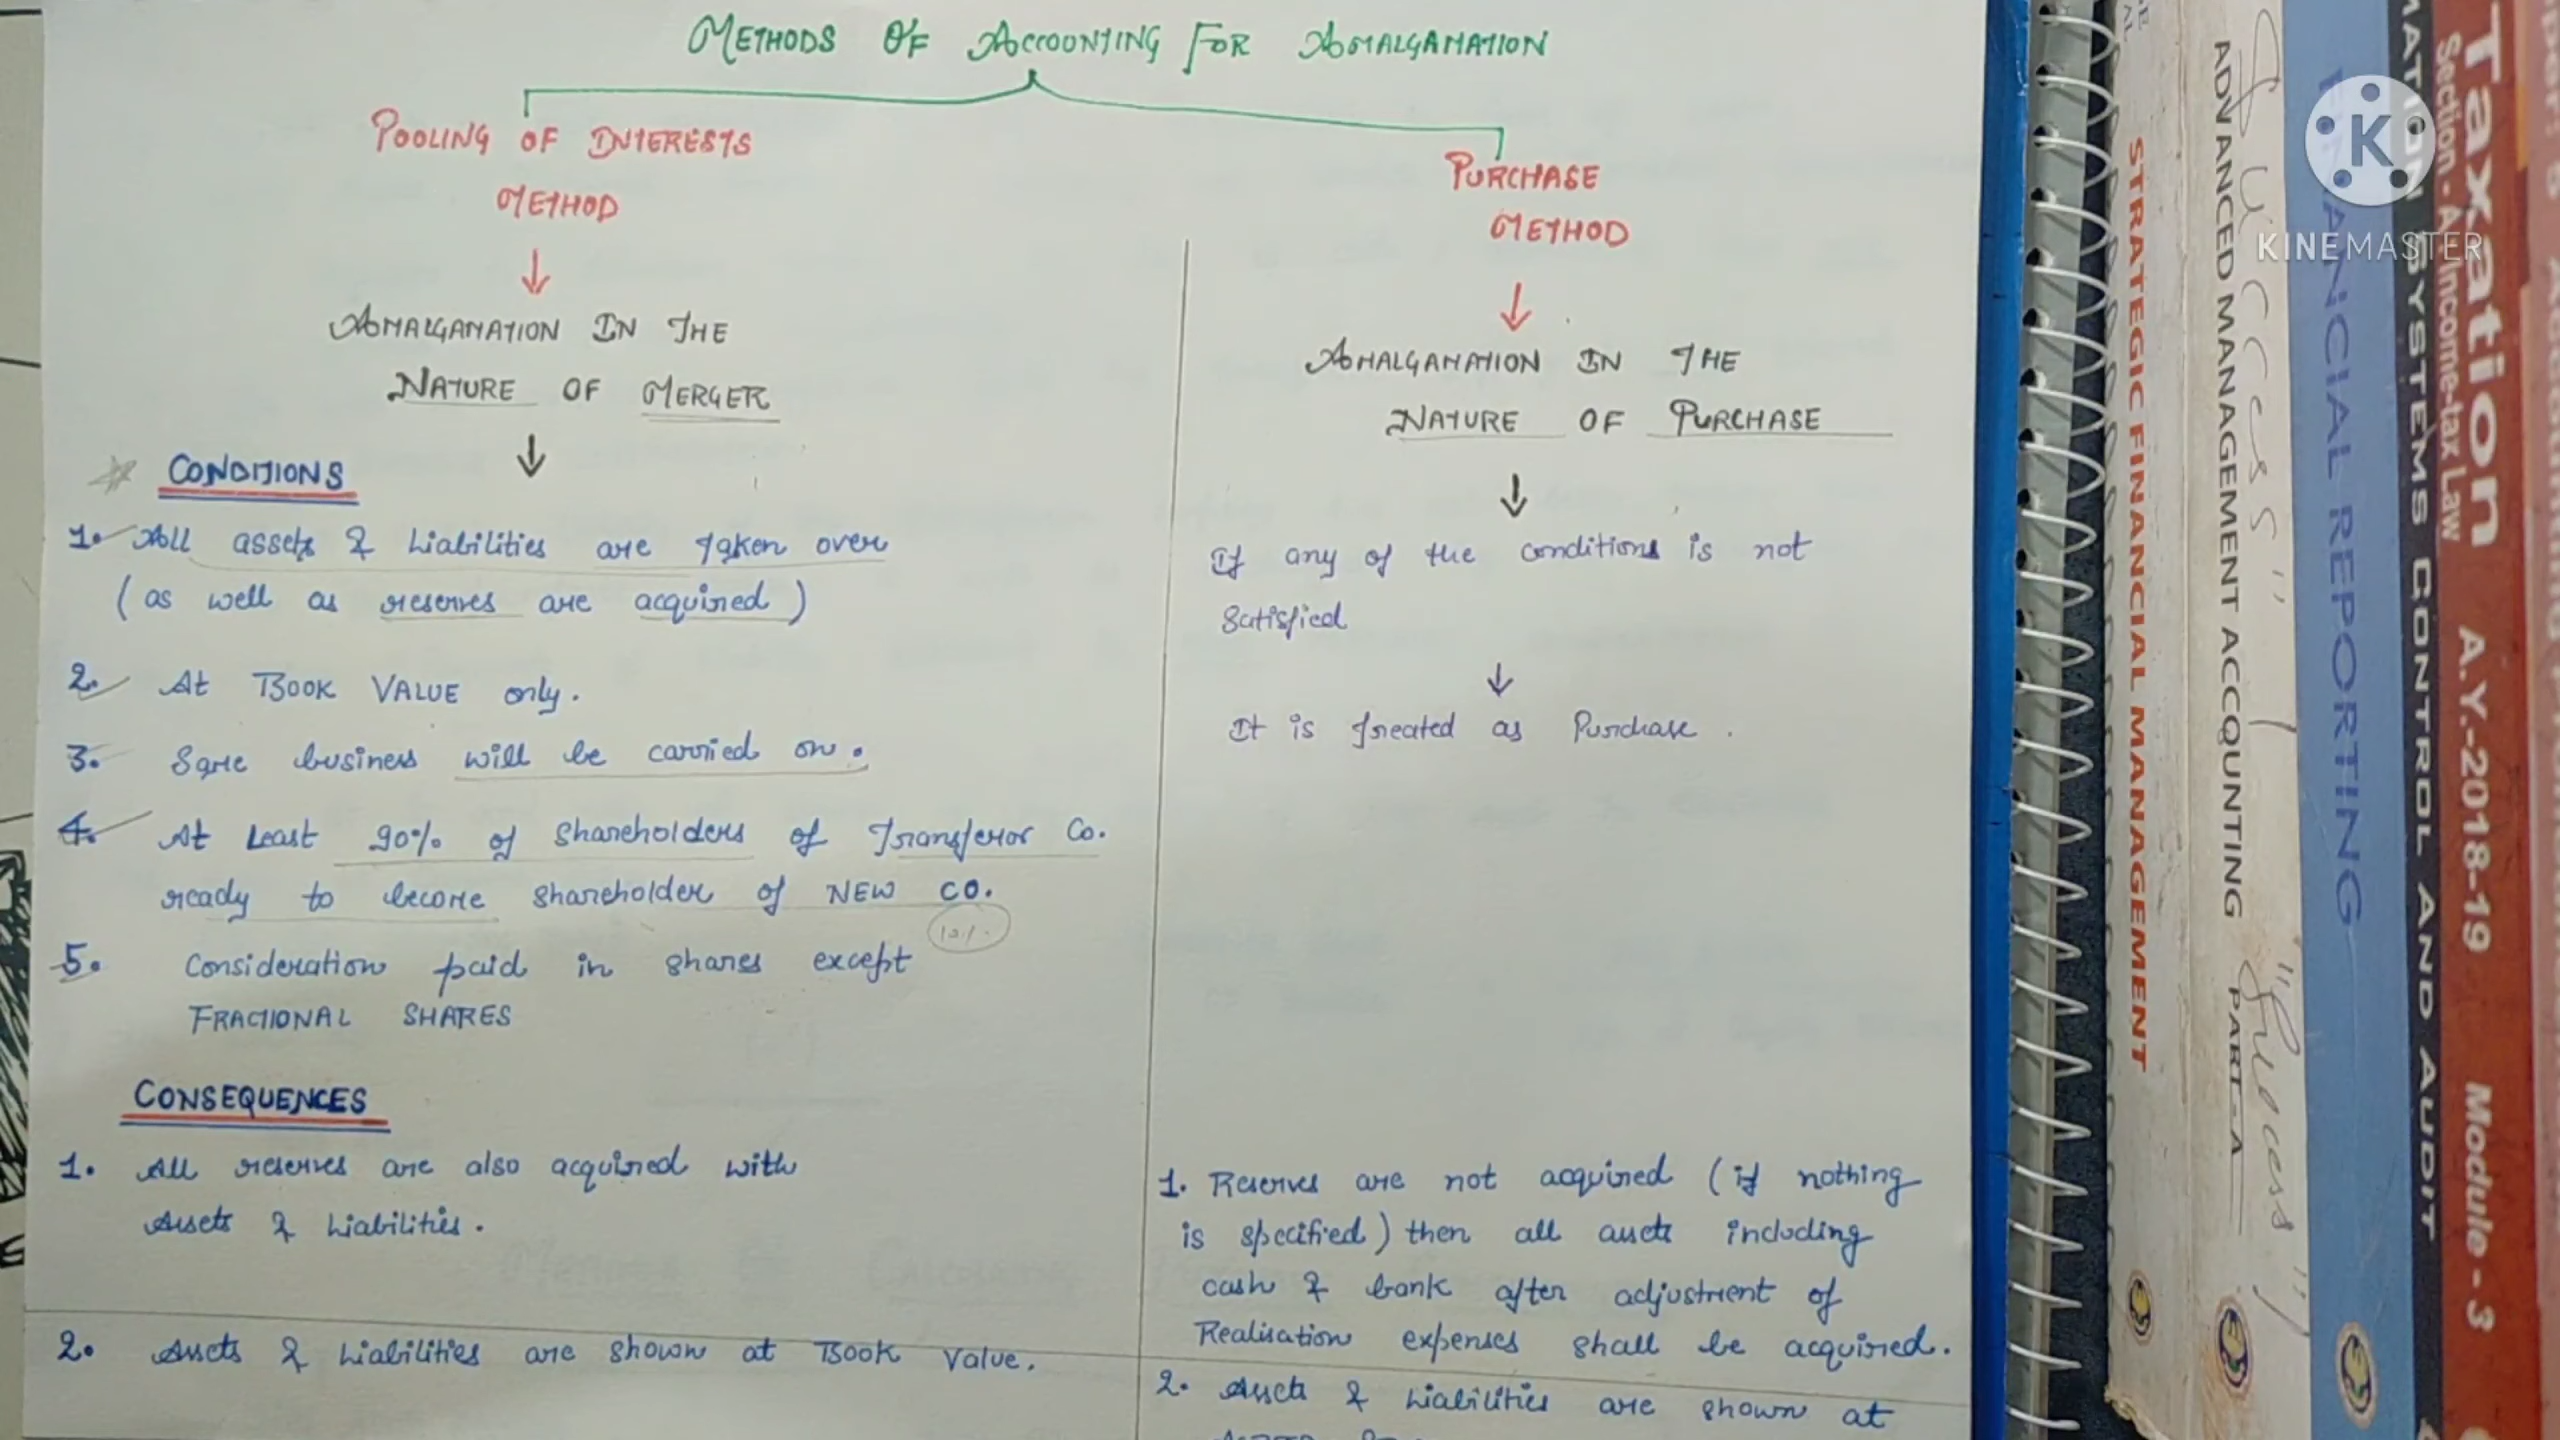 METHODS OF ACCOUNTING FOR AMALGAMATION
POOLING OF INTERESTS
METHOD
AMALGAMATION IN THE
NATURE OF MERGER
CONDITIONS
1. All assets & Liabilities are taken over
(as well as reserves are acquired)
2. At BOOK VALUE only.
3. Same business will be carried on.
4. At Least 90% of shareholders of Transferor Co.
ready to become shareholder of NEW CO.
10%
5. Consideration paid in shares except
FRACTIONAL SHARES
CONSEQUENCES
1. All reserves are also acquired with
Assets & Liabilities.
2. Assets & Liabilities are shown at Book Value.
PURCHASE
METHOD
AMALGAMATION IN THE
NATURE OF PURCHASE
If any of the conditions is not
Satisfied
It is treated as Purchase.
1. Reserves are not acquired (if nothing
is specified) then all assets including
cash & bank after adjustment of
Realisation expenses shall be acquired.
2. Assets & Liabilities are shown at
STRATEGIC FINANCIAL MANAGEMENT
ADVANCED MANAGEMENT ACCOUNTING PART-A
Success"
"Success"
FINANCIAL REPORTING
SYSTEMS CONTROL AND AUDIT
Taxation
Section - A : Income-tax Law
A.Y.-2018-19 Module - 3
K
KINEMASTER